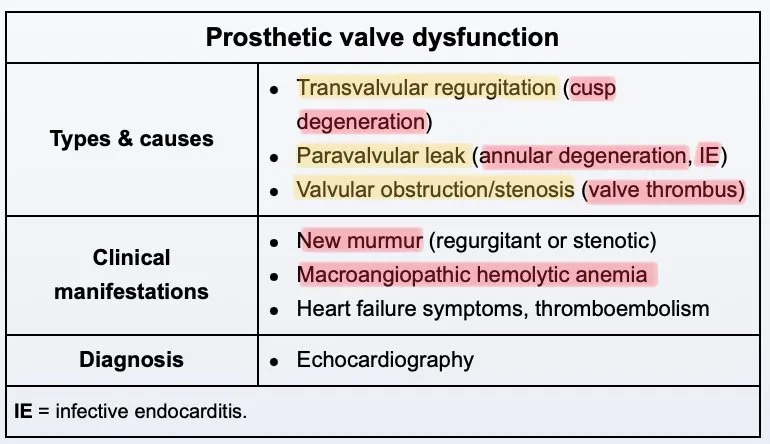 Prosthetic valve dysfunction
Types & causes
• Transvalvular regurgitation (cusp
degeneration)
• Paravalvular leak (annular degeneration, IE)
• Valvular obstruction/stenosis (valve thrombus)
Clinical
manifestations
• New murmur (regurgitant or stenotic)
• Macroangiopathic hemolytic anemia
• Heart failure symptoms, thromboembolism
Diagnosis
• Echocardiography
IE = infective endocarditis.